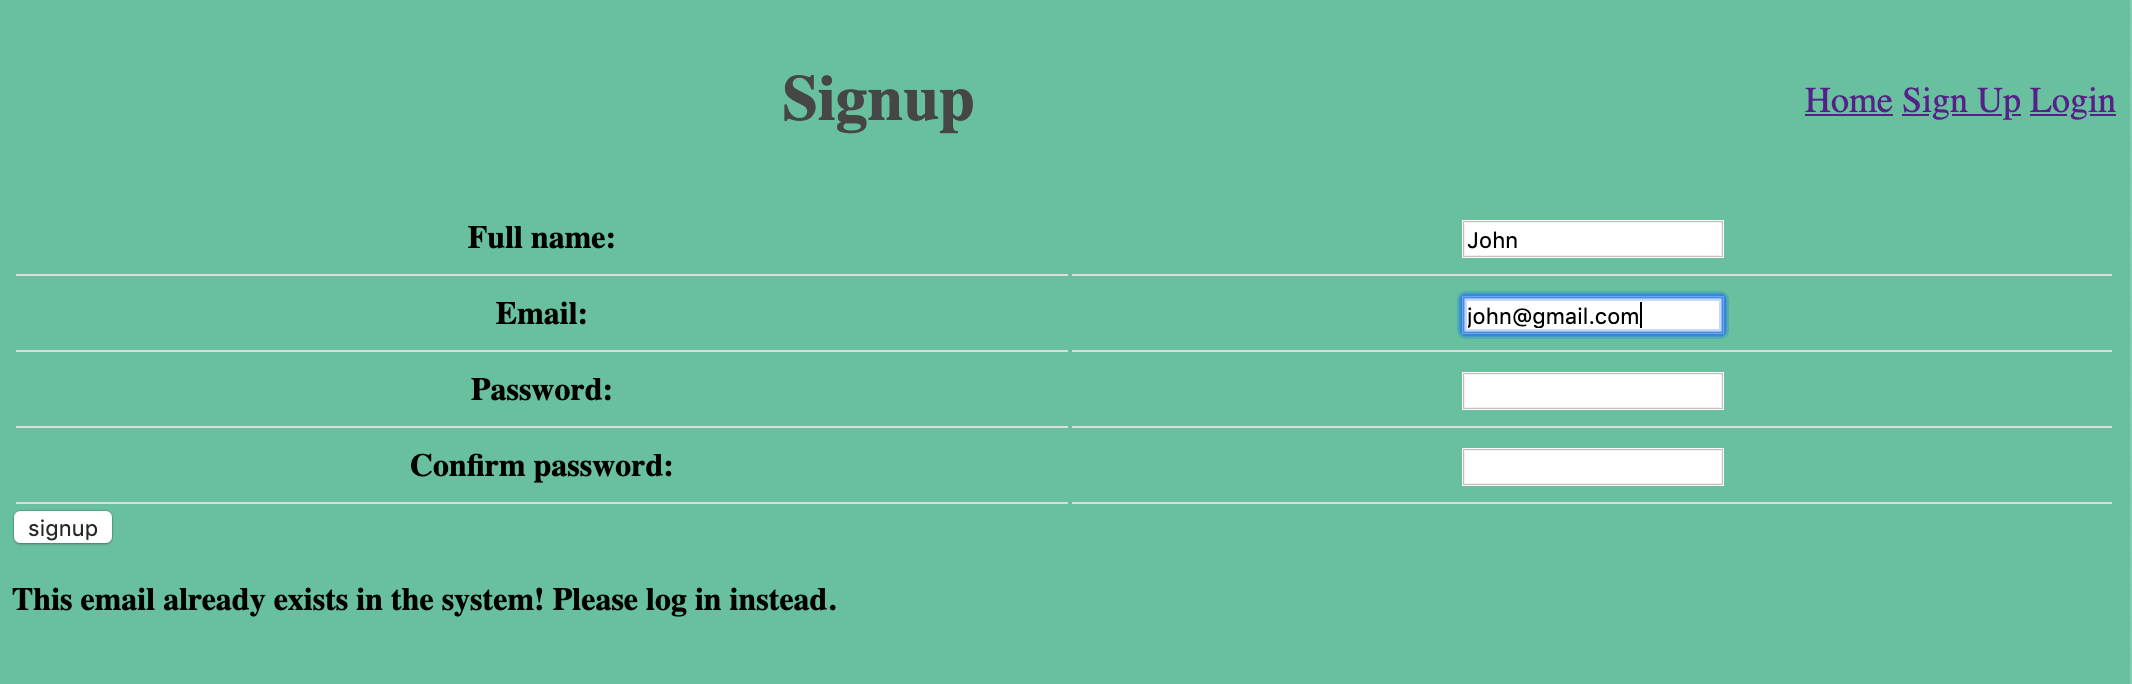 Signup
Home Sign Up Login
Full name: John
Email: john@gmail.com
Password:
Confirm password:
signup
This email already exists in the system! Please log in instead.